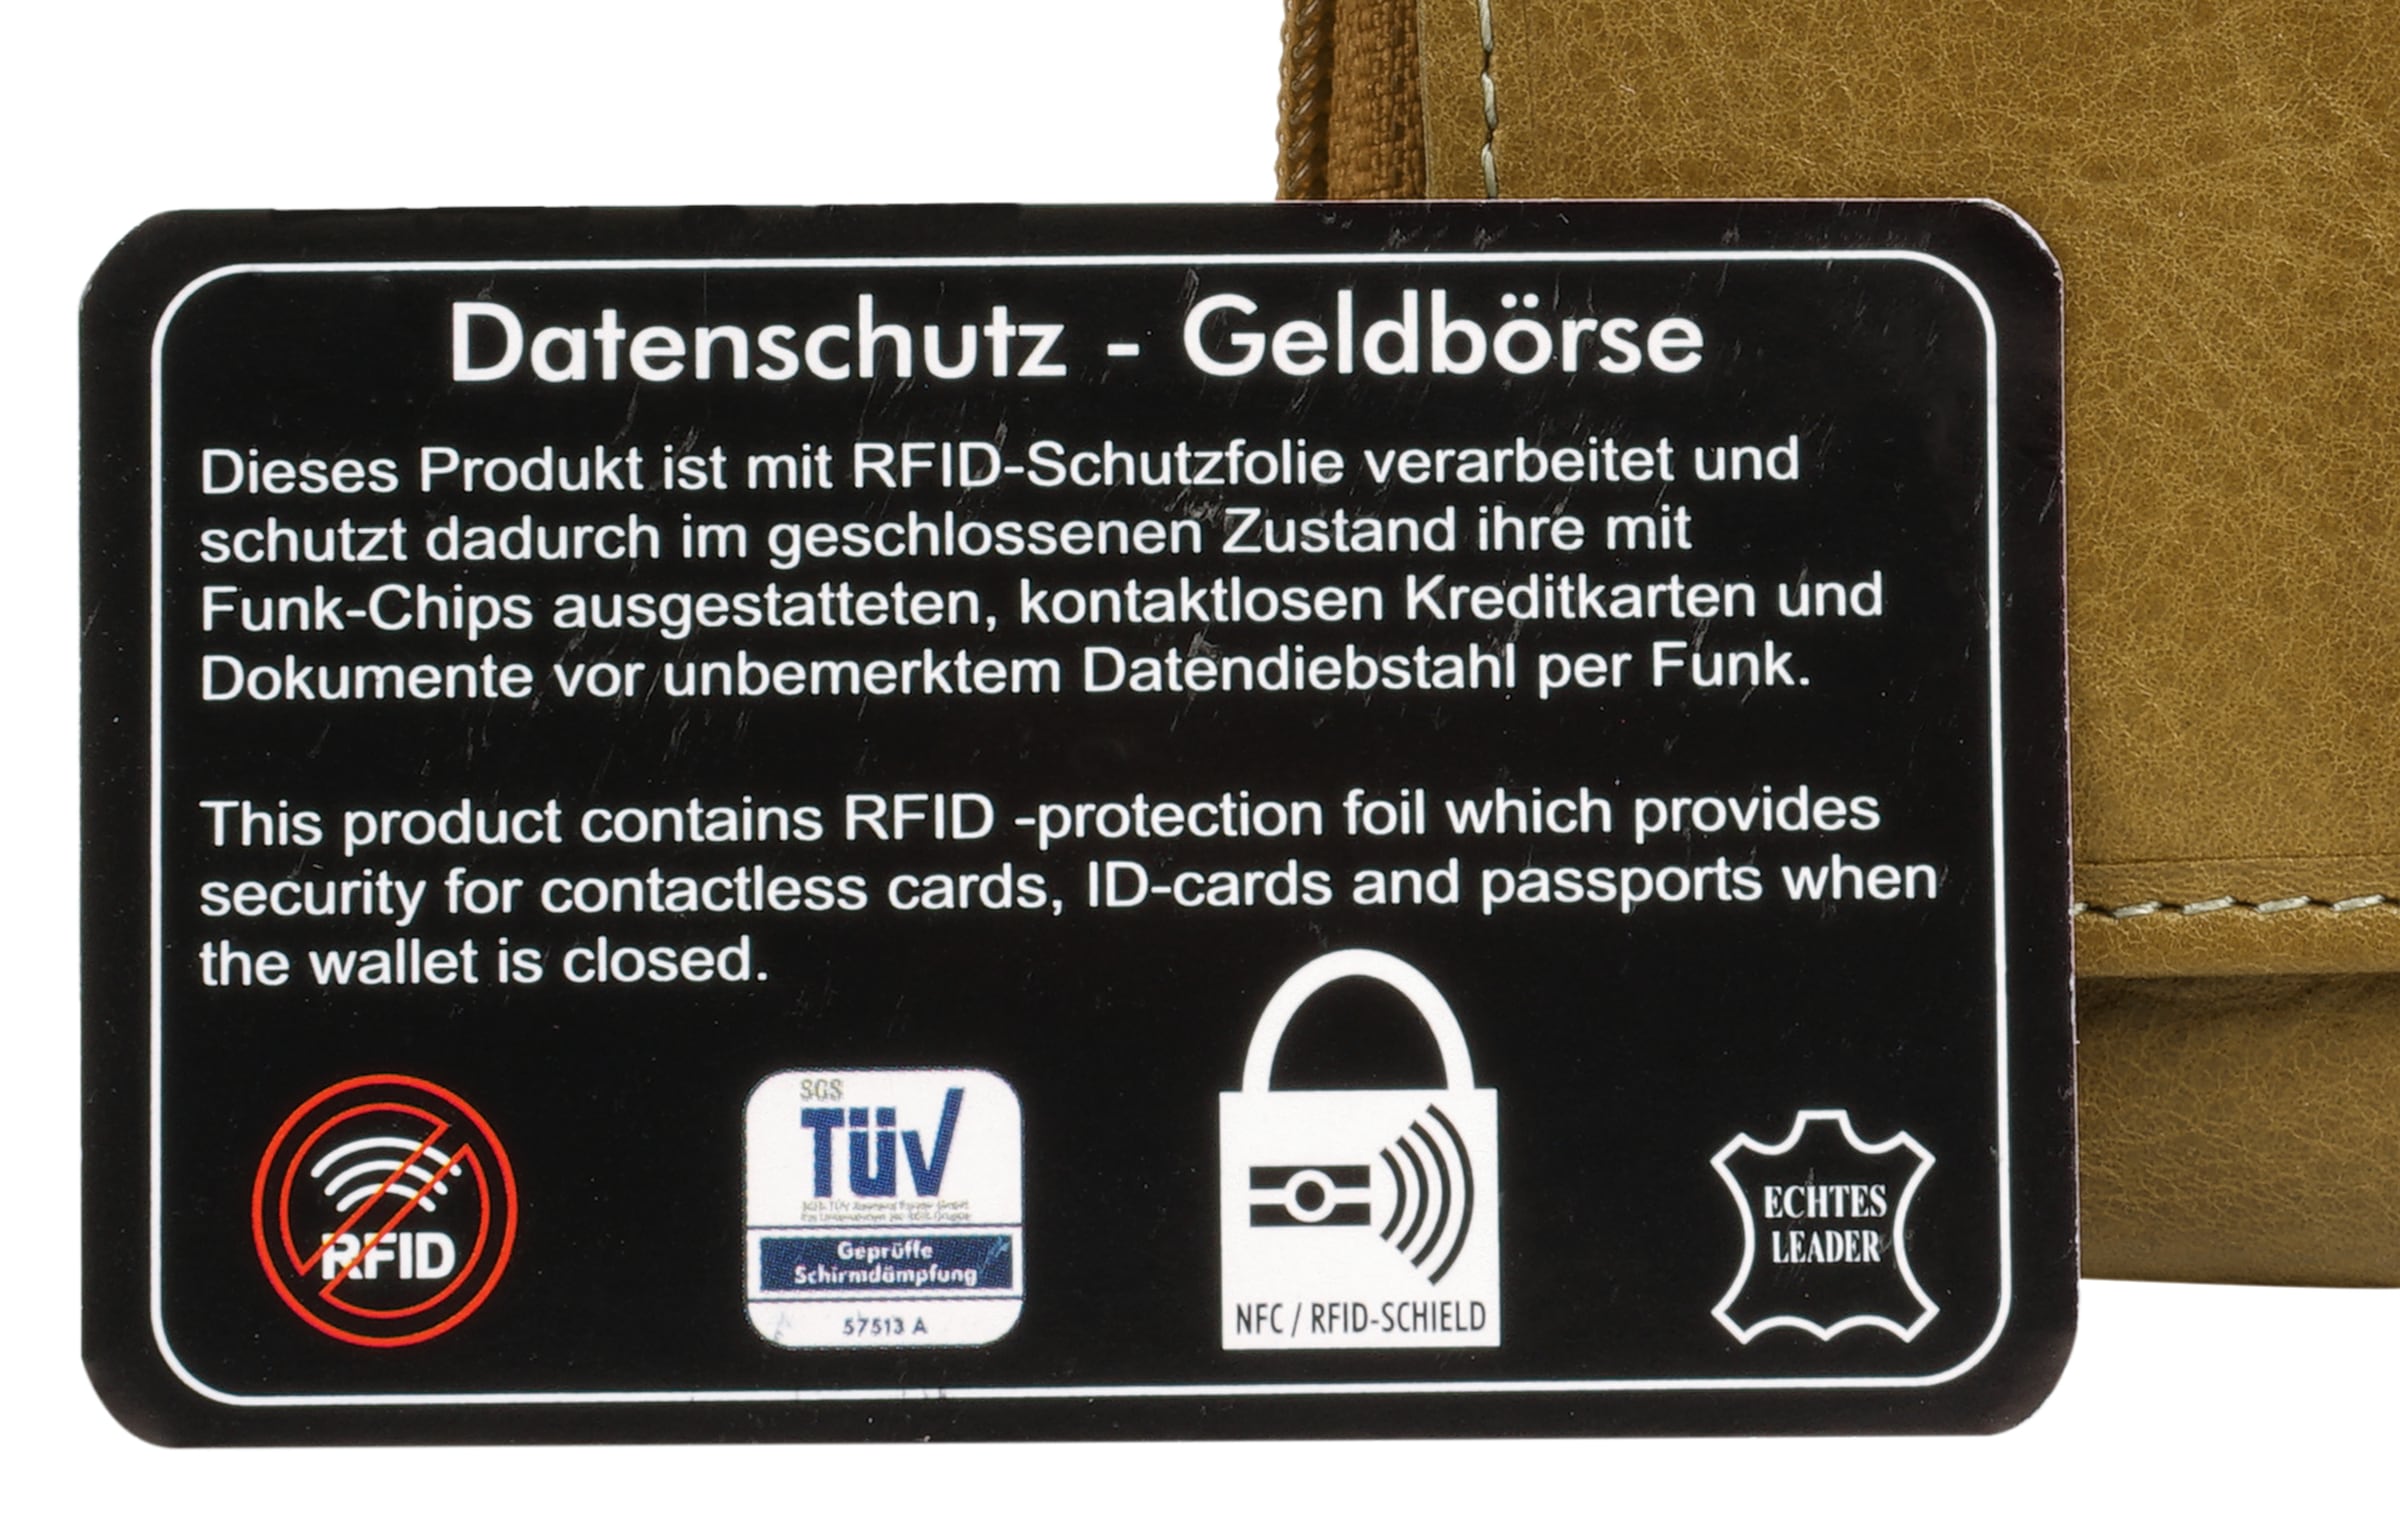 Datenschutz - Geldbörse
Dieses Produkt ist mit RFID-Schutzfolie verarbeitet und
schutzt dadurch im geschlossenen Zustand ihre mit
Funk-Chips ausgestatteten, kontaktlosen Kreditkarten und
Dokumente vor unbemerktem Datendiebstahl per Funk.
This product contains RFID -protection foil which provides
security for contactless cards, ID-cards and passports when
the wallet is closed.
RFID
SGS
TÜV
Geprüffe
Schirmdämpfung
57513 A
NFC / RFID-SCHIELD
ECHTES
LEADER